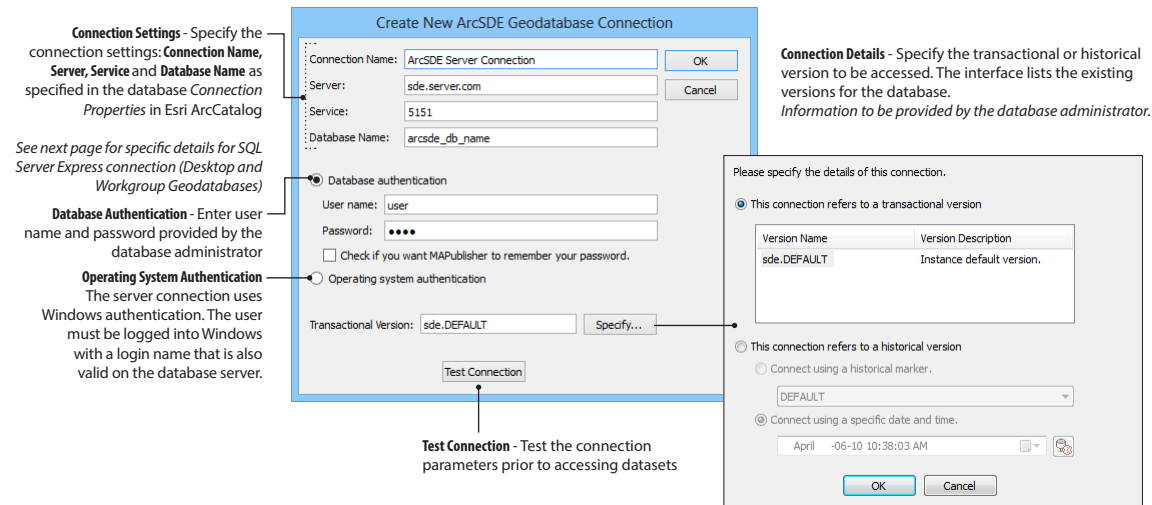 Create New ArcSDE Geodatabase Connection
Connection Settings - Specify the
connection settings: Connection Name,
Server, Service and Database Name as
specified in the database Connection
Properties in Esri ArcCatalog
See next page for specific details for SQL
Server Express connection (Desktop and
Workgroup Geodatabases)
Database Authentication - Enter user
name and password provided by the
database administrator
Operating System Authentication
The server connection uses
Windows authentication. The user
must be logged into Windows
with a login name that is also
valid on the database server.
Connection Name: ArcSDE Server Connection
OK
Server: sde.server.com
Cancel
Service: 5151
Database Name: arcsde_db_name
Database authentication
User name: user
Password: ●●●●
Check if you want MAPublisher to remember your password.
Operating system authentication
Transactional Version: sde.DEFAULT
Specify...
Test Connection
Test Connection - Test the connection
parameters prior to accessing datasets
Connection Details - Specify the transactional or historical
version to be accessed. The interface lists the existing
versions for the database.
Information to be provided by the database administrator.
Please specify the details of this connection.
This connection refers to a transactional version
Version Name Version Description
sde.DEFAULT Instance default version.
This connection refers to a historical version
Connect using a historical marker.
DEFAULT
Connect using a specific date and time.
April -06-10 10:38:03 AM
OK Cancel